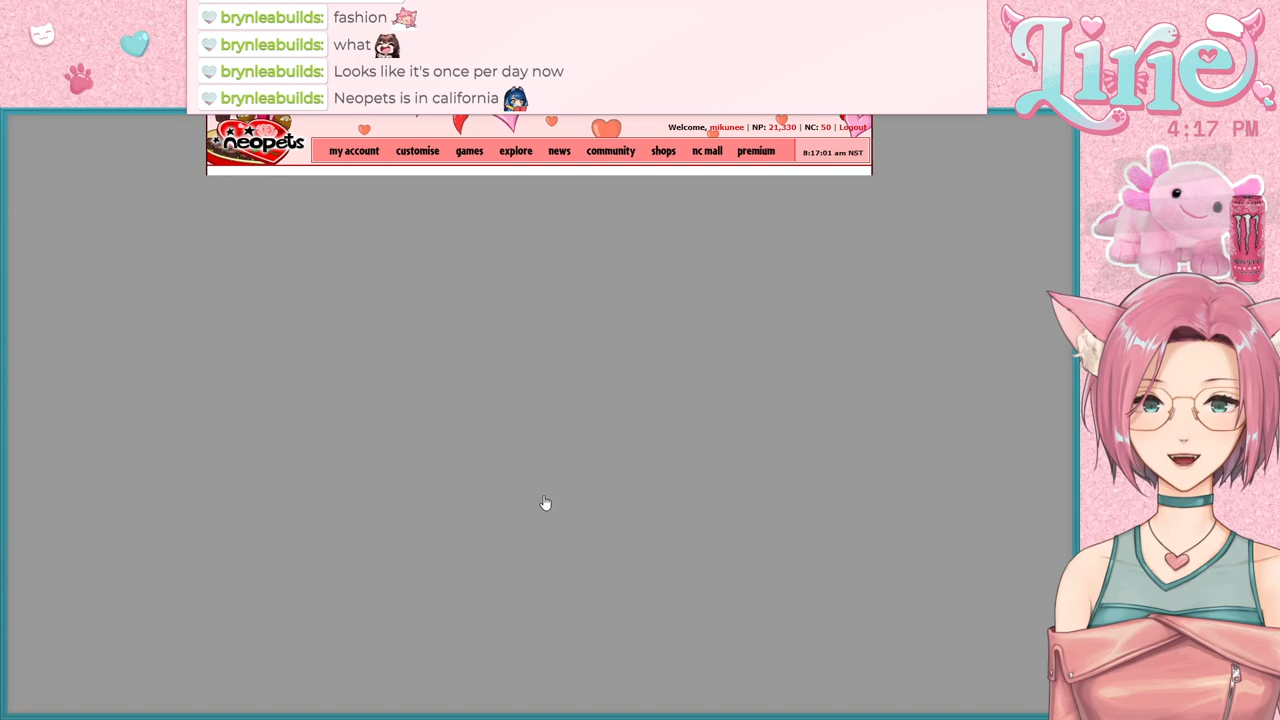 brynleabuilds: fashion
brynleabuilds: what
brynleabuilds: Looks like it's once per day now
brynleabuilds: Neopets is in california
Lirie
4:17 PM
neopets
Welcome, mikunee | NP: 21,330 | NC: 50 | Logout
my account customise games explore news community shops nc mall premium 8:17:01 am NST